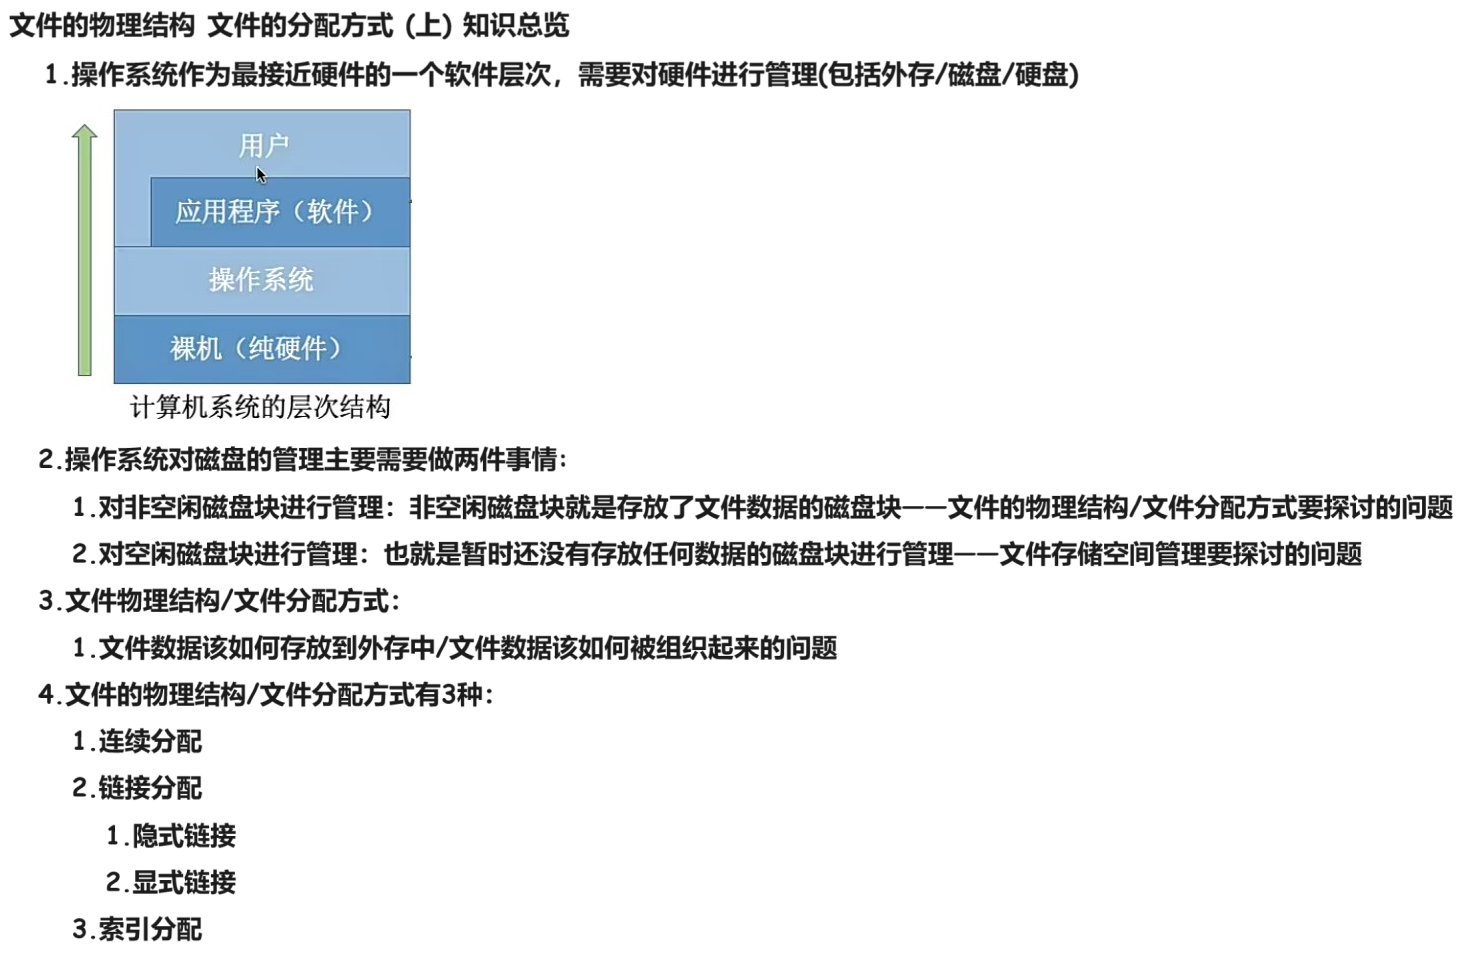 文件的物理结构 文件的分配方式 (上) 知识总览
1.操作系统作为最接近硬件的一个软件层次，需要对硬件进行管理(包括外存/磁盘/硬盘)
用户
应用程序（软件）
操作系统
裸机（纯硬件）
计算机系统的层次结构
2.操作系统对磁盘的管理主要需要做两件事情：
1.对非空闲磁盘块进行管理：非空闲磁盘块就是存放了文件数据的磁盘块——文件的物理结构/文件分配方式要探讨的问题
2.对空闲磁盘块进行管理：也就是暂时还没有存放任何数据的磁盘块进行管理——文件存储空间管理要探讨的问题
3.文件物理结构/文件分配方式：
1.文件数据该如何存放到外存中/文件数据该如何被组织起来的问题
4.文件的物理结构/文件分配方式有3种：
1.连续分配
2.链接分配
1.隐式链接
2.显式链接
3.索引分配